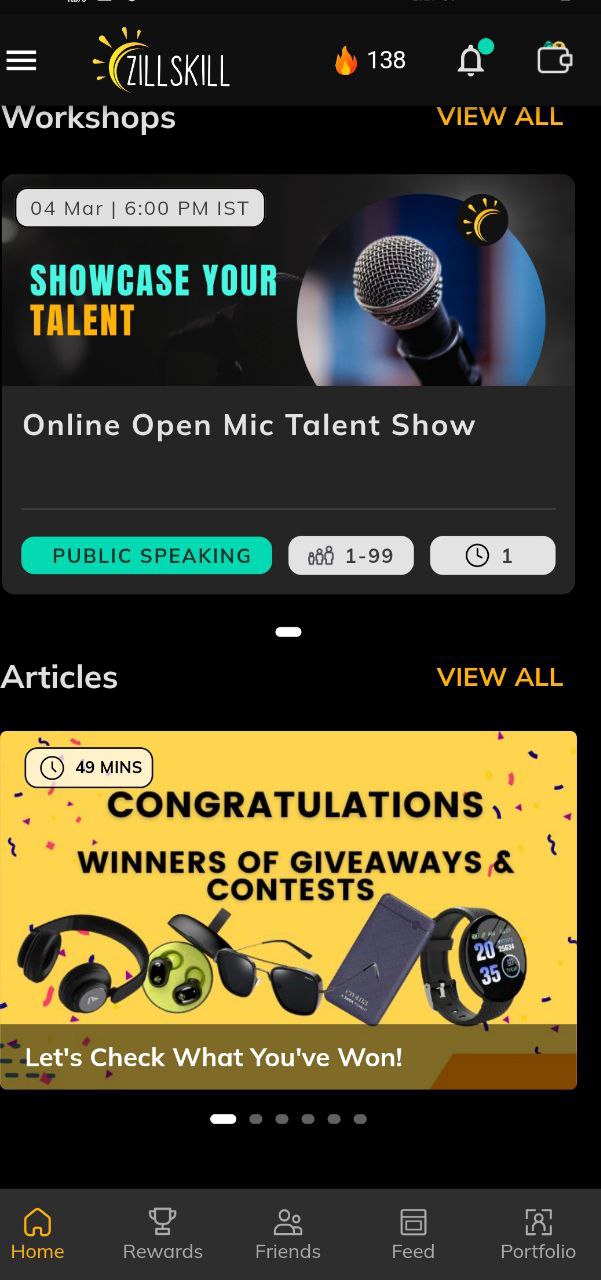 ZILLSKILL
138
Workshops
VIEW ALL
04 Mar | 6:00 PM IST
SHOWCASE YOUR
TALENT
Online Open Mic Talent Show
PUBLIC SPEAKING
1-99
1
Articles
VIEW ALL
49 MINS
CONGRATULATIONS
WINNERS OF GIVEAWAYS &
CONTESTS
20
35
Let's Check What You've Won!
Home
Rewards
Friends
Feed
Portfolio